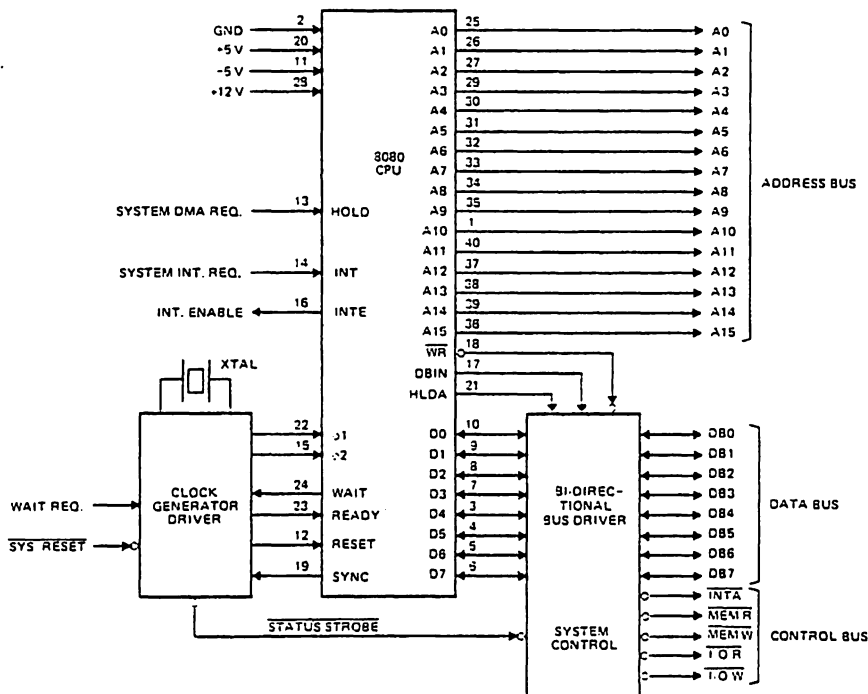 GND 2
+5V 20
-5V 11
+12V 28
8080
CPU
SYSTEM DMA REQ. 13 HOLD
SYSTEM INT. REQ. 14 INT
INT. ENABLE 16 INTE
A0 25 A0
A1 26 A1
A2 27 A2
A3 29 A3
A4 30 A4
A5 31 A5
A6 32 A6
A7 33 A7
A8 34 A8
A9 35 A9
A10 1 A10
A11 40 A11
A12 37 A12
A13 38 A13
A14 39 A14
A15 36 A15
ADDRESS BUS
WR 18
DBIN 17
HLDA 21
XTAL
CLOCK
GENERATOR
DRIVER
WAIT REQ.
SYS RESET
22 φ1
15 φ2
24 WAIT
23 READY
12 RESET
19 SYNC
D0 10 DB0
D1 9 DB1
D2 8 DB2
D3 7 DB3
D4 3 DB4
D5 4 DB5
D6 5 DB6
D7 6 DB7
BI-DIREC-
TIONAL
BUS DRIVER
DATA BUS
STATUS STROBE
SYSTEM
CONTROL
INTA
MEM R
MEM W
I/O R
I/O W
CONTROL BUS